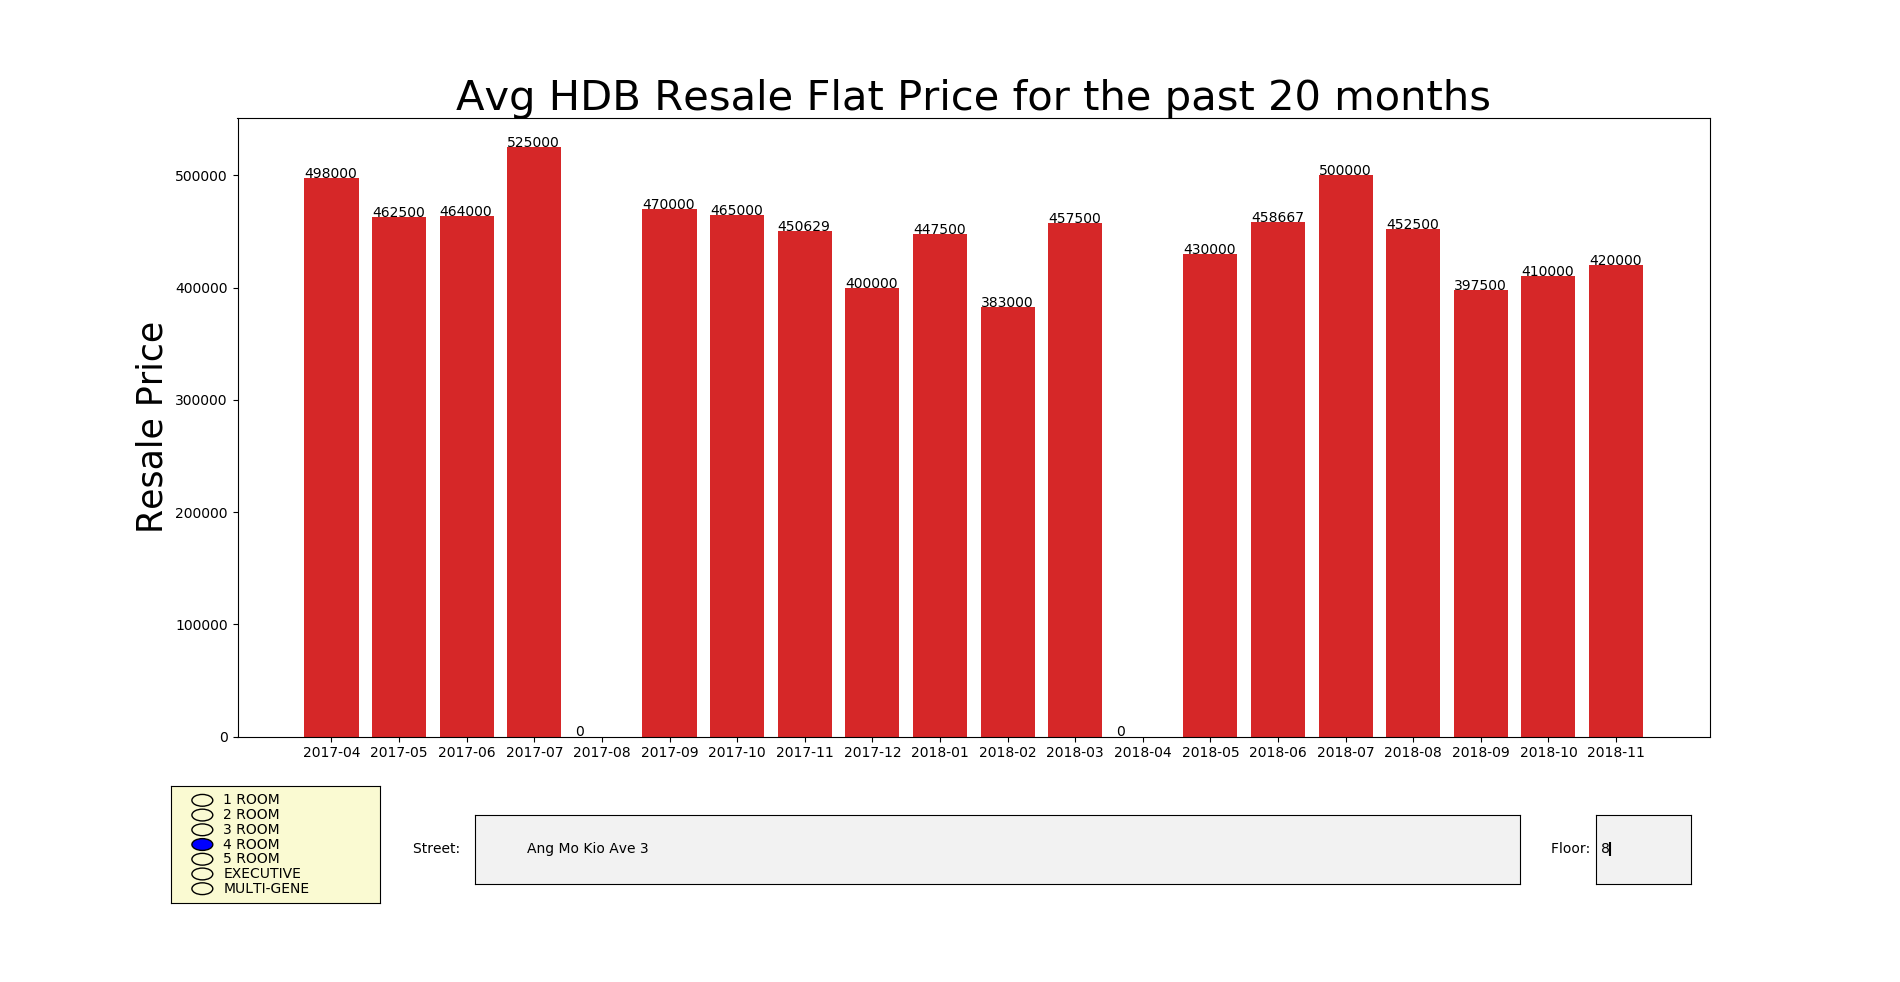 Avg HDB Resale Flat Price for the past 20 months
Resale Price
500000
400000
300000
200000
100000
0
498000
462500
464000
525000
0
470000
465000
450629
400000
447500
383000
457500
0
430000
458667
500000
452500
397500
410000
420000
2017-04 2017-05 2017-06 2017-07 2017-08 2017-09 2017-10 2017-11 2017-12 2018-01 2018-02 2018-03 2018-04 2018-05 2018-06 2018-07 2018-08 2018-09 2018-10 2018-11
1 ROOM
2 ROOM
3 ROOM
4 ROOM
5 ROOM
EXECUTIVE
MULTI-GENE
Street: Ang Mo Kio Ave 3
Floor: 8